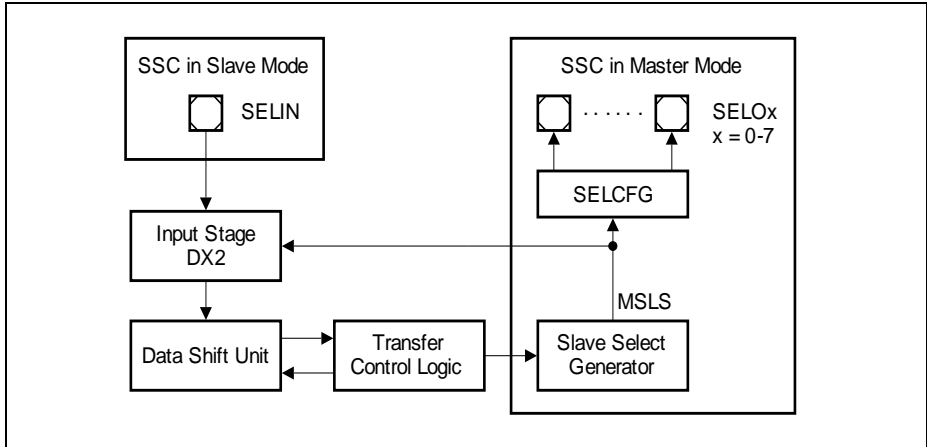 SSC in Slave Mode
SELIN
SSC in Master Mode
. . . . . .
SELOx
x = 0-7
SELCFG
Input Stage
DX2
MSLS
Data Shift Unit
Transfer
Control Logic
Slave Select
Generator